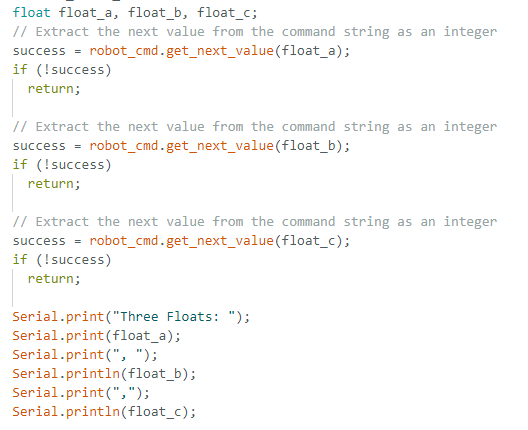 float float_a, float_b, float_c;
// Extract the next value from the command string as an integer
success = robot_cmd.get_next_value(float_a);
if (!success)
return;
// Extract the next value from the command string as an integer
success = robot_cmd.get_next_value(float_b);
if (!success)
return;
// Extract the next value from the command string as an integer
success = robot_cmd.get_next_value(float_c);
if (!success)
return;
Serial.print("Three Floats: ");
Serial.print(float_a);
Serial.print(", ");
Serial.println(float_b);
Serial.print(",");
Serial.println(float_c);